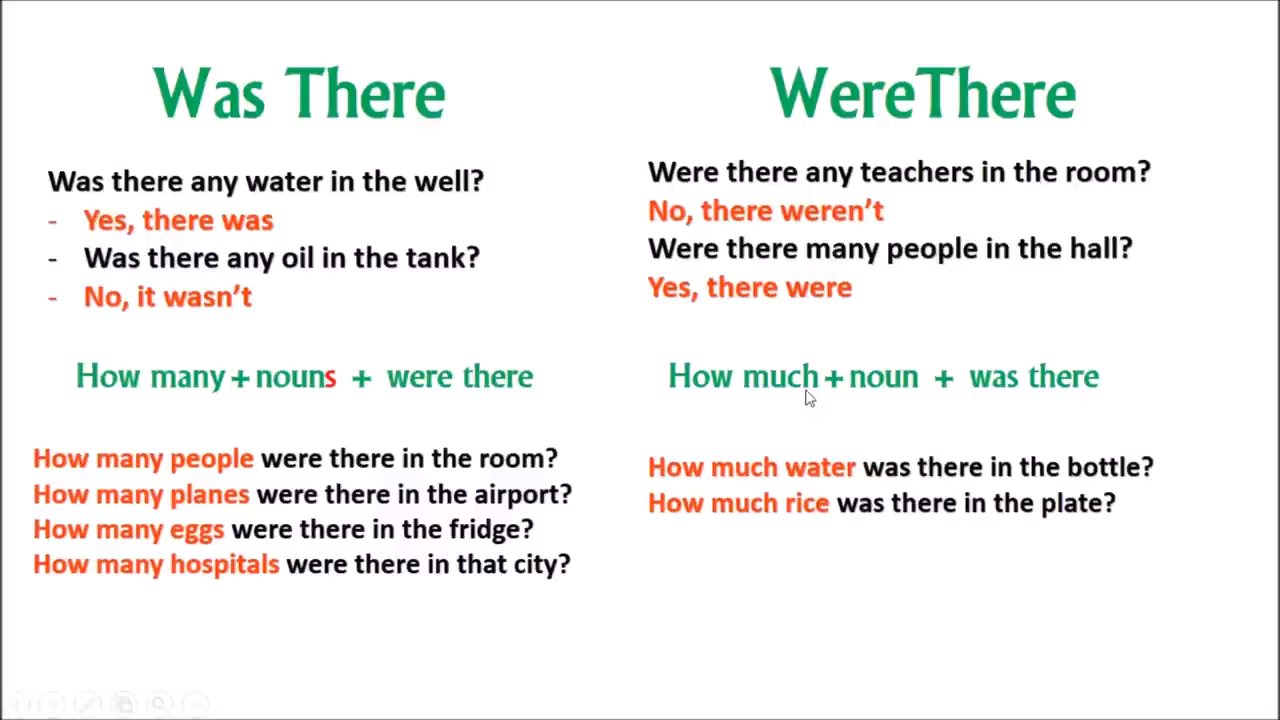 Was There
Was there any water in the well?
- Yes, there was
- Was there any oil in the tank?
- No, it wasn't
How many + nouns + were there
How many people were there in the room?
How many planes were there in the airport?
How many eggs were there in the fridge?
How many hospitals were there in that city?
WereThere
Were there any teachers in the room?
No, there weren't
Were there many people in the hall?
Yes, there were
How much + noun + was there
How much water was there in the bottle?
How much rice was there in the plate?